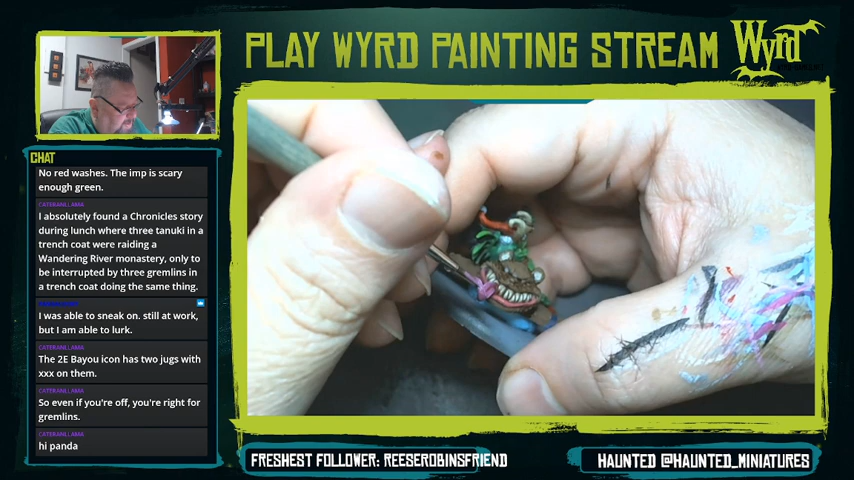 PLAY WYRD PAINTING STREAM
Wyrd
CHAT
No red washes. The imp is scary
enough green.
CATERANLLAMA
I absolutely found a Chronicles story
during lunch where three tanuki in a
trench coat were raiding a
Wandering River monastery, only to
be interrupted by three gremlins in
a trench coat doing the same thing.
I was able to sneak on. still at work,
but I am able to lurk.
CATERANLLAMA
The 2E Bayou icon has two jugs with
xxx on them.
CATERANLLAMA
So even if you're off, you're right for
gremlins.
CATERANLLAMA
hi panda
FRESHEST FOLLOWER: REESEROBINSFRIEND
HAUNTED @HAUNTED_MINIATURES